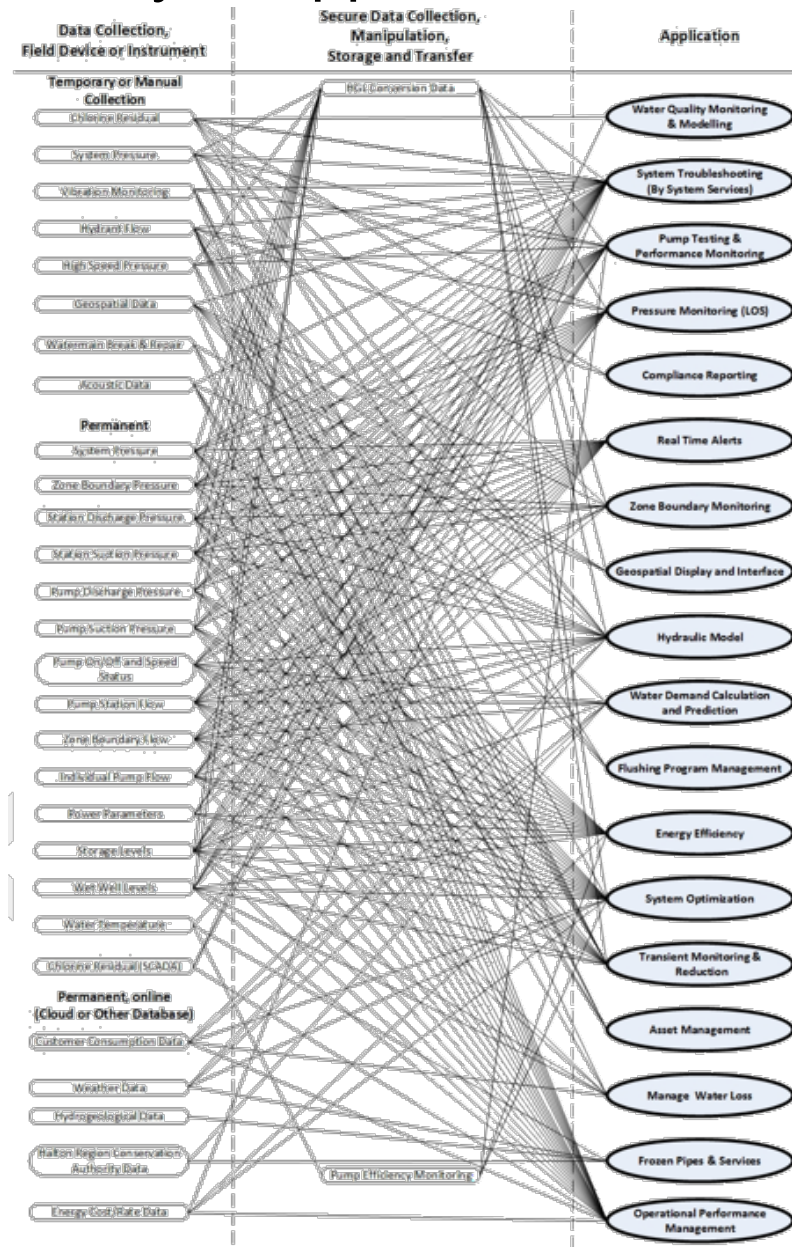 Data Collection,
Field Device or Instrument
Secure Data Collection,
Manipulation,
Storage and Transfer
Application
Temporary or Manual
Collection
Chlorine Residual
System Pressure
Vibration Monitoring
Hydrant Flow
High Speed Pressure
Geospatial Data
Watermain Break & Repair
Acoustic Data
Permanent
System Pressure
Zone Boundary Pressure
Station Discharge Pressure
Station Suction Pressure
Pump Discharge Pressure
Pump Suction Pressure
Pump On/Off and Speed
Status
Pump Station Flow
Zone Boundary Flow
Individual Pump Flow
Power Parameters
Storage Levels
Wet Well Levels
Water Temperature
Chlorine Residual (SCADA)
Permanent, online
(Cloud or Other Database)
Customer Consumption Data
Weather Data
Hydrogeological Data
Halton Region Conservation
Authority Data
Energy Cost/Rate Data
HGL Conversion Data
Pump Efficiency Monitoring
Water Quality Monitoring
& Modelling
System Troubleshooting
(By System Services)
Pump Testing &
Performance Monitoring
Pressure Monitoring (LOS)
Compliance Reporting
Real Time Alerts
Zone Boundary Monitoring
Geospatial Display and Interface
Hydraulic Model
Water Demand Calculation
and Prediction
Flushing Program Management
Energy Efficiency
System Optimization
Transient Monitoring &
Reduction
Asset Management
Manage Water Loss
Frozen Pipes & Services
Operational Performance
Management